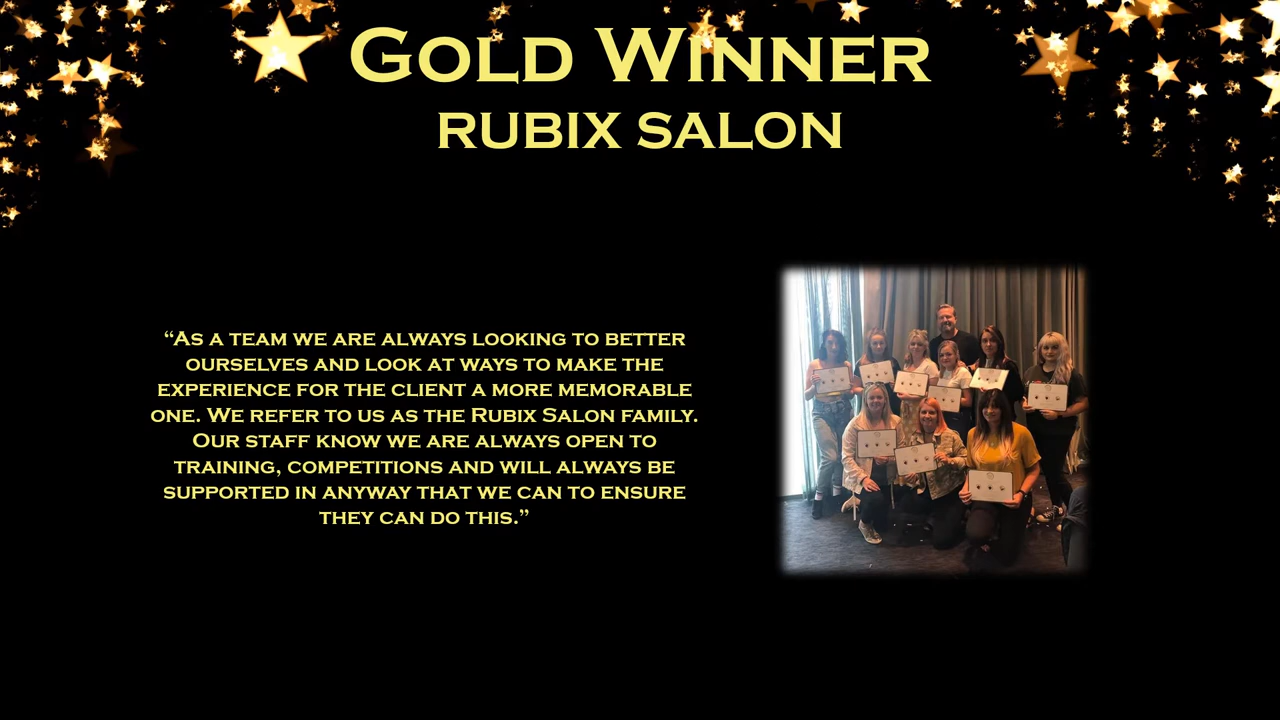 GOLD WINNER
RUBIX SALON
“AS A TEAM WE ARE ALWAYS LOOKING TO BETTER
OURSELVES AND LOOK AT WAYS TO MAKE THE
EXPERIENCE FOR THE CLIENT A MORE MEMORABLE
ONE. WE REFER TO US AS THE RUBIX SALON FAMILY.
OUR STAFF KNOW WE ARE ALWAYS OPEN TO
TRAINING, COMPETITIONS AND WILL ALWAYS BE
SUPPORTED IN ANYWAY THAT WE CAN TO ENSURE
THEY CAN DO THIS.”